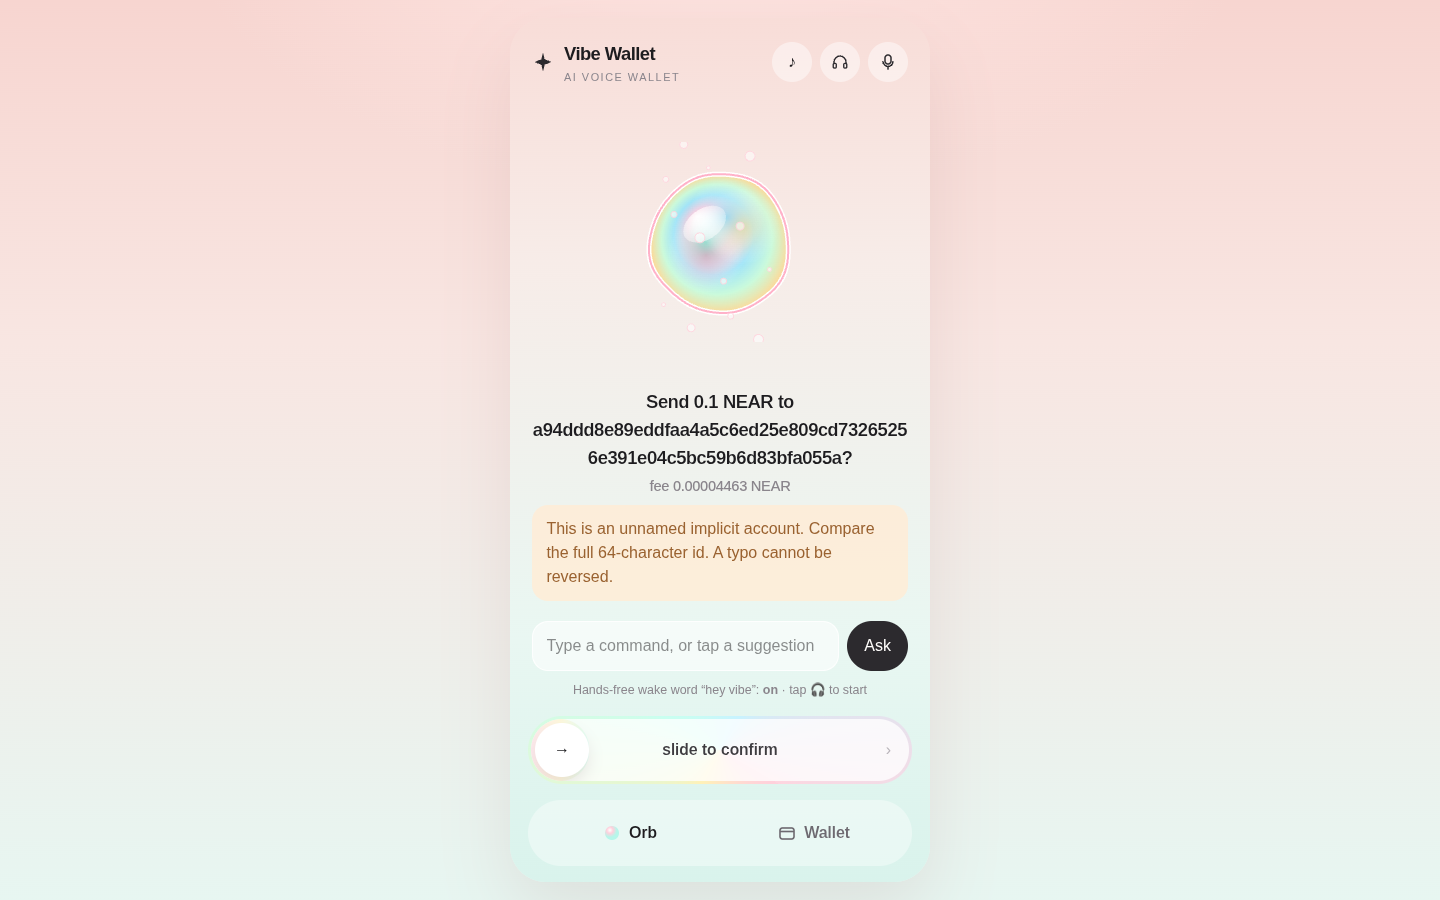 Vibe Wallet
AI VOICE WALLET
♪
Send 0.1 NEAR to
a94ddd8e89eddfaa4a5c6ed25e809cd7326525
6e391e04c5bc59b6d83bfa055a?
fee 0.00004463 NEAR
This is an unnamed implicit account. Compare
the full 64-character id. A typo cannot be
reversed.
Type a command, or tap a suggestion
Ask
Hands-free wake word “hey vibe”: on · tap 🎧 to start
→ slide to confirm ›
Orb
Wallet